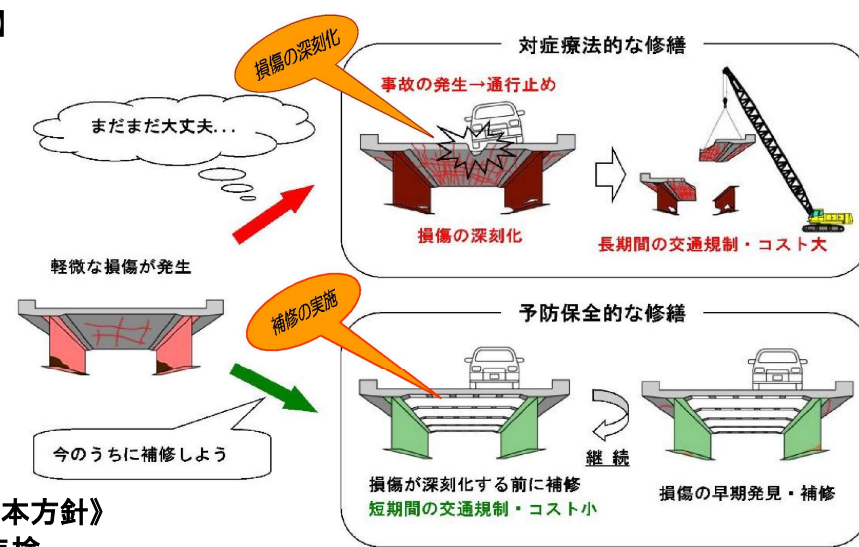 】
損傷の深刻化
対症療法的な修繕
事故の発生→通行止め
まだまだ大丈夫...
損傷の深刻化
長期間の交通規制・コスト大
軽微な損傷が発生
補修の実施
予防保全的な修繕
今のうちに補修しよう
継続
損傷が深刻化する前に補修
短期間の交通規制・コスト小
損傷の早期発見・補修
本方針》